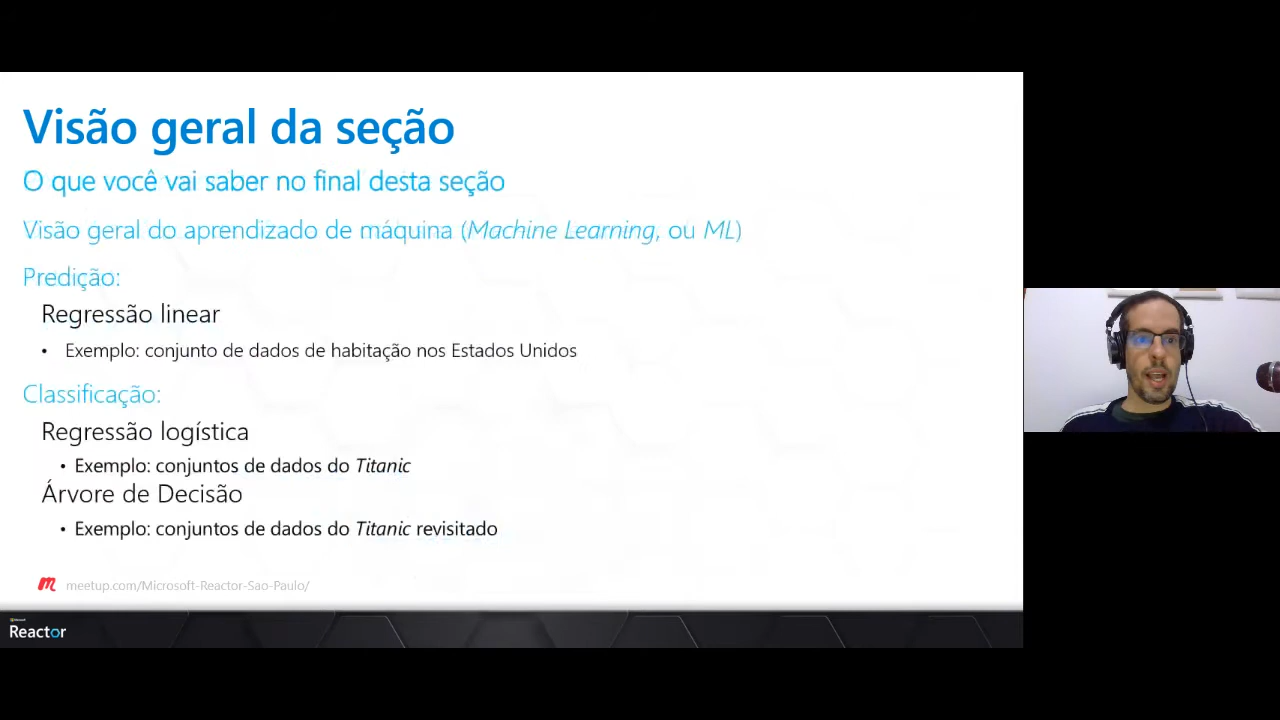 Visão geral da seção
O que você vai saber no final desta seção
Visão geral do aprendizado de máquina (Machine Learning, ou ML)
Predição:
Regressão linear
• Exemplo: conjunto de dados de habitação nos Estados Unidos
Classificação:
Regressão logística
• Exemplo: conjuntos de dados do Titanic
Árvore de Decisão
• Exemplo: conjuntos de dados do Titanic revisitado
meetup.com/Microsoft-Reactor-Sao-Paulo/
Reactor